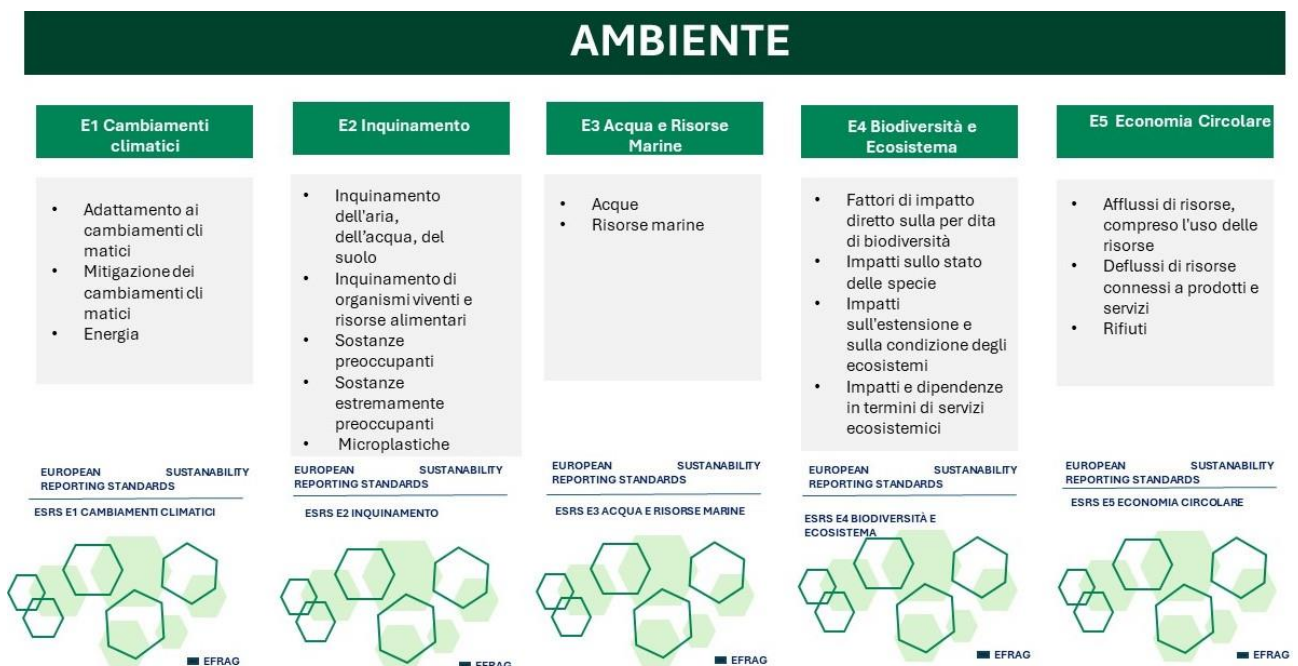 AMBIENTE
E1 Cambiamenti
climatici
• Adattamento ai
cambiamenti cli
matici
• Mitigazione dei
cambiamenti cli
matici
• Energia
EUROPEAN SUSTANABILITY
REPORTING STANDARDS
ESRS E1 CAMBIAMENTI CLIMATICI
EFRAG
E2 Inquinamento
• Inquinamento
dell'aria,
dell'acqua, del
suolo
• Inquinamento di
organismi viventi e
risorse alimentari
• Sostanze
preoccupanti
• Sostanze
estremamente
preoccupanti
• Microplastiche
EUROPEAN SUSTANABILITY
REPORTING STANDARDS
ESRS E2 INQUINAMENTO
EFRAG
E3 Acqua e Risorse
Marine
• Acque
• Risorse marine
EUROPEAN SUSTANABILITY
REPORTING STANDARDS
ESRS E3 ACQUA E RISORSE MARINE
EFRAG
E4 Biodiversità e
Ecosistema
• Fattori di impatto
diretto sulla per dita
di biodiversità
• Impatti sullo stato
delle specie
• Impatti
sull'estensione e
sulla condizione degli
ecosistemi
• Impatti e dipendenze
in termini di servizi
ecosistemici
EUROPEAN SUSTANABILITY
REPORTING STANDARDS
ESRS E4 BIODIVERSITÀ E
ECOSISTEMA
EFRAG
E5 Economia Circolare
• Afflussi di risorse,
compreso l'uso delle
risorse
• Deflussi di risorse
connessi a prodotti e
servizi
• Rifiuti
EUROPEAN SUSTANABILITY
REPORTING STANDARDS
ESRS E5 ECONOMIA CIRCOLARE
EFRAG